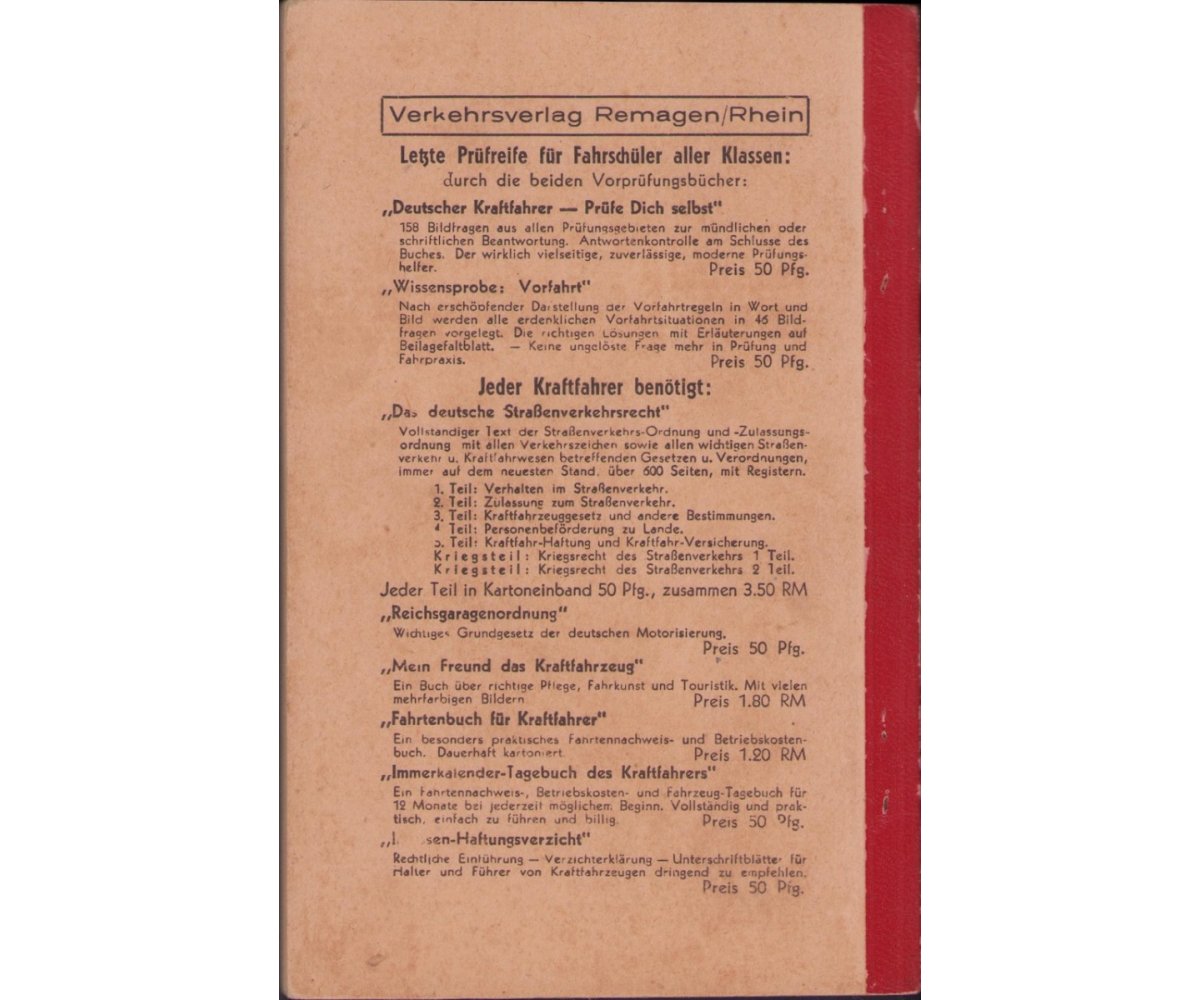 Verkehrsverlag Remagen/Rhein
Letzte Prüfreife für Fahrschüler aller Klassen:
durch die beiden Vorprüfungsbücher:
„Deutscher Kraftfahrer — Prüfe Dich selbst"
158 Bildfragen aus allen Prüfungsgebieten zur mündlichen oder
schriftlichen Beantwortung. Antwortenkontrolle am Schlusse des
Buches. Der wirklich vielseitige, zuverlässige, moderne Prüfungs-
helfer. Preis 50 Pfg.
„Wissensprobe: Vorfahrt"
Nach erschöpfender Darstellung der Vorfahrtregeln in Wort und
Bild werden alle erdenklichen Vorfahrtsituationen in 46 Bild-
fragen vorgelegt. Die richtigen Lösungen mit Erläuterungen auf
Beilagefaltblatt. — Keine ungelöste Frage mehr in Prüfung und
Fahrpraxis. Preis 50 Pfg.
Jeder Kraftfahrer benötigt:
„Das deutsche Straßenverkehrsrecht"
Vollständiger Text der Straßenverkehrs-Ordnung und -Zulassungs-
ordnung mit allen Verkehrszeichen sowie allen wichtigen Straßen-
verkehr u. Kraftfahrwesen betreffenden Gesetzen u. Verordnungen,
immer auf dem neuesten Stand, über 600 Seiten, mit Registern.
1. Teil: Verhalten im Straßenverkehr.
2. Teil: Zulassung zum Straßenverkehr.
3. Teil: Kraftfahrzeuggesetz und andere Bestimmungen.
4 Teil: Personenbeförderung zu Lande.
5. Teil: Kraftfahr-Haftung und Kraftfahr-Versicherung.
Kriegsteil: Kriegsrecht des Straßenverkehrs 1 Teil.
Kriegsteil: Kriegsrecht des Straßenverkehrs 2 Teil.
Jeder Teil in Kartoneinband 50 Pfg., zusammen 3.50 RM
„Reichsgaragenordnung"
Wichtiges Grundgesetz der deutschen Motorisierung.
Preis 50 Pfg.
„Mein Freund das Kraftfahrzeug"
Ein Buch über richtige Pflege, Fahrkunst und Touristik. Mit vielen
mehrfarbigen Bildern Preis 1.80 RM
„Fahrtenbuch für Kraftfahrer"
Ein besonders praktisches Fahrtennachweis- und Betriebskosten-
buch. Dauerhaft kartoniert. Preis 1.20 RM
„Immerkalender-Tagebuch des Kraftfahrers"
Ein Fahrtennachweis-, Betriebskosten- und Fahrzeug-Tagebuch für
12 Monate bei jederzeit möglichem Beginn. Vollständig und prak-
tisch, einfach zu führen und billig. Preis 50 Pfg.
sen-Haftungsverzicht"
Rechtliche Einführung — Verzichterklärung — Unterschriftblätter für
Halter und Führer von Kraftfahrzeugen dringend zu empfehlen.
Preis 50 Pfg.